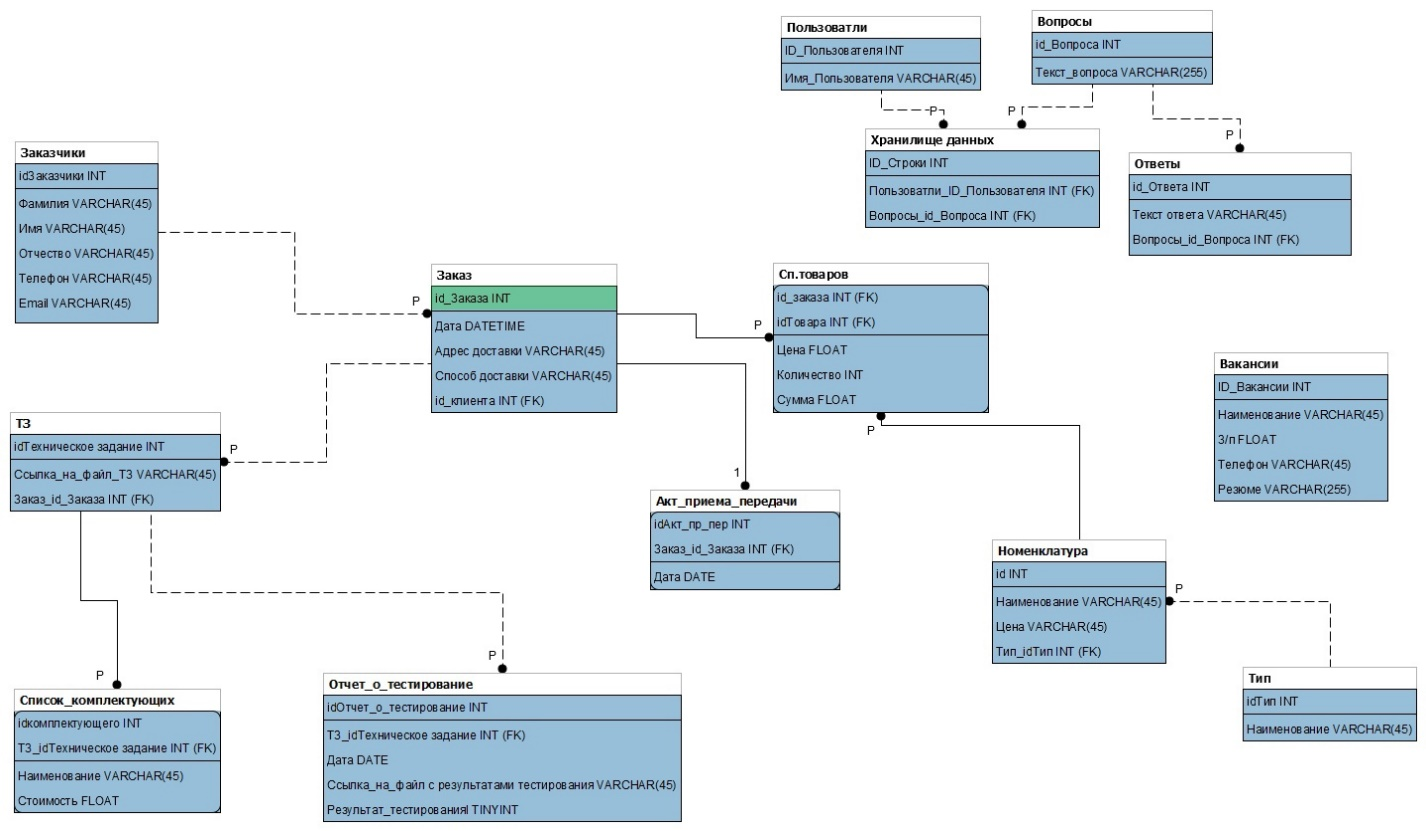 Пользоватли
ID_Пользователя INT
Имя_Пользователя VARCHAR(45)
P
Вопросы
id_Вопроса INT
Текст_вопроса VARCHAR(255)
P
P
Хранилище данных
ID_Строки INT
Пользоватли_ID_Пользователя INT (FK)
Вопросы_id_Вопроса INT (FK)
Ответы
id_Ответа INT
Текст ответа VARCHAR(45)
Вопросы_id_Вопроса INT (FK)
Заказчики
idЗаказчики INT
Фамилия VARCHAR(45)
Имя VARCHAR(45)
Отчество VARCHAR(45)
Телефон VARCHAR(45)
Email VARCHAR(45)
P
Заказ
id_Заказа INT
Дата DATETIME
Адрес доставки VARCHAR(45)
Способ доставки VARCHAR(45)
id_клиента INT (FK)
P
Сп.товаров
id_заказа INT (FK)
idТовара INT (FK)
Цена FLOAT
Количество INT
Сумма FLOAT
P
Вакансии
ID_Вакансии INT
Наименование VARCHAR(45)
З/п FLOAT
Телефон VARCHAR(45)
Резюме VARCHAR(255)
ТЗ
idТехническое задание INT
Ссылка_на_файл_ТЗ VARCHAR(45)
Заказ_id_Заказа INT (FK)
P
1
Акт_приема_передачи
idАкт_пр_пер INT
Заказ_id_Заказа INT (FK)
Дата DATE
Номенклатура
id INT
Наименование VARCHAR(45)
Цена VARCHAR(45)
Тип_idТип INT (FK)
P
Тип
idТип INT
Наименование VARCHAR(45)
P
Список_комплектующих
idкомплектующего INT
ТЗ_idТехническое задание INT (FK)
Наименование VARCHAR(45)
Стоимость FLOAT
P
Отчет_о_тестирование
idОтчет_о_тестирование INT
ТЗ_idТехническое задание INT (FK)
Дата DATE
Ссылка_на_файл с результатами тестирования VARCHAR(45)
Результат_тестированиЯ TINYINT